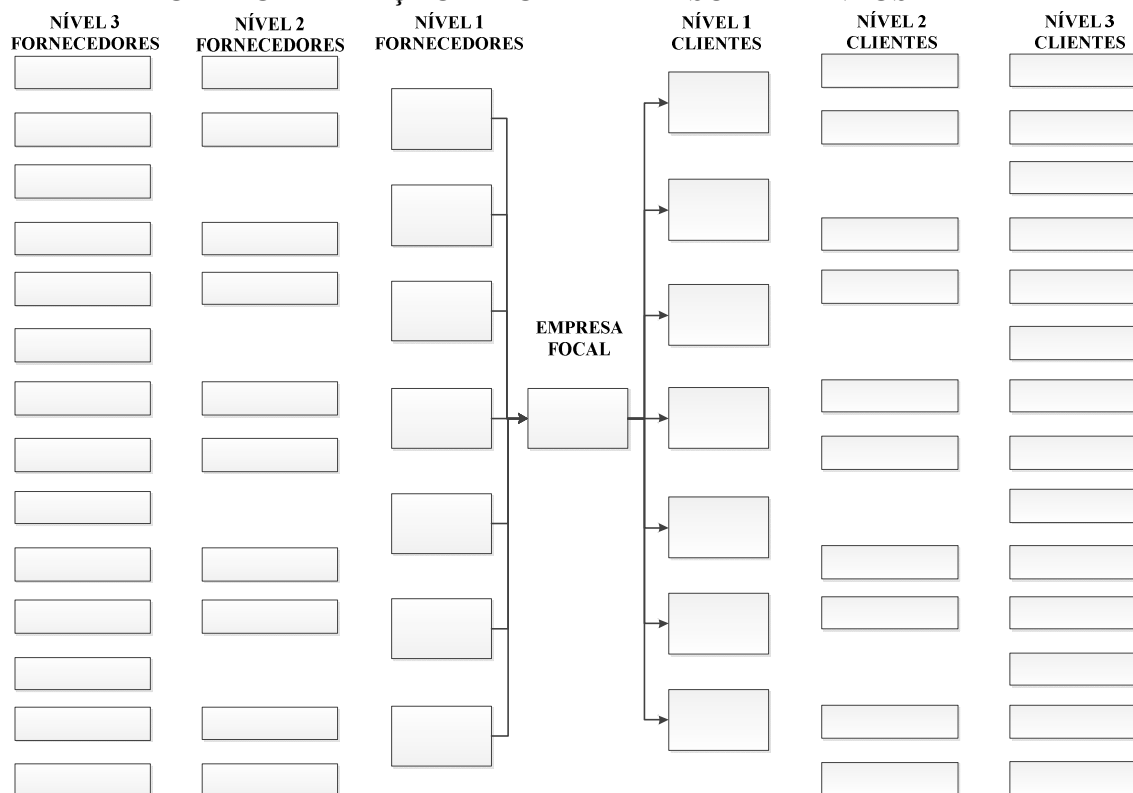 NÍVEL 3
FORNECEDORES
NÍVEL 2
FORNECEDORES
NÍVEL 1
FORNECEDORES
NÍVEL 1
CLIENTES
NÍVEL 2
CLIENTES
NÍVEL 3
CLIENTES
EMPRESA
FOCAL